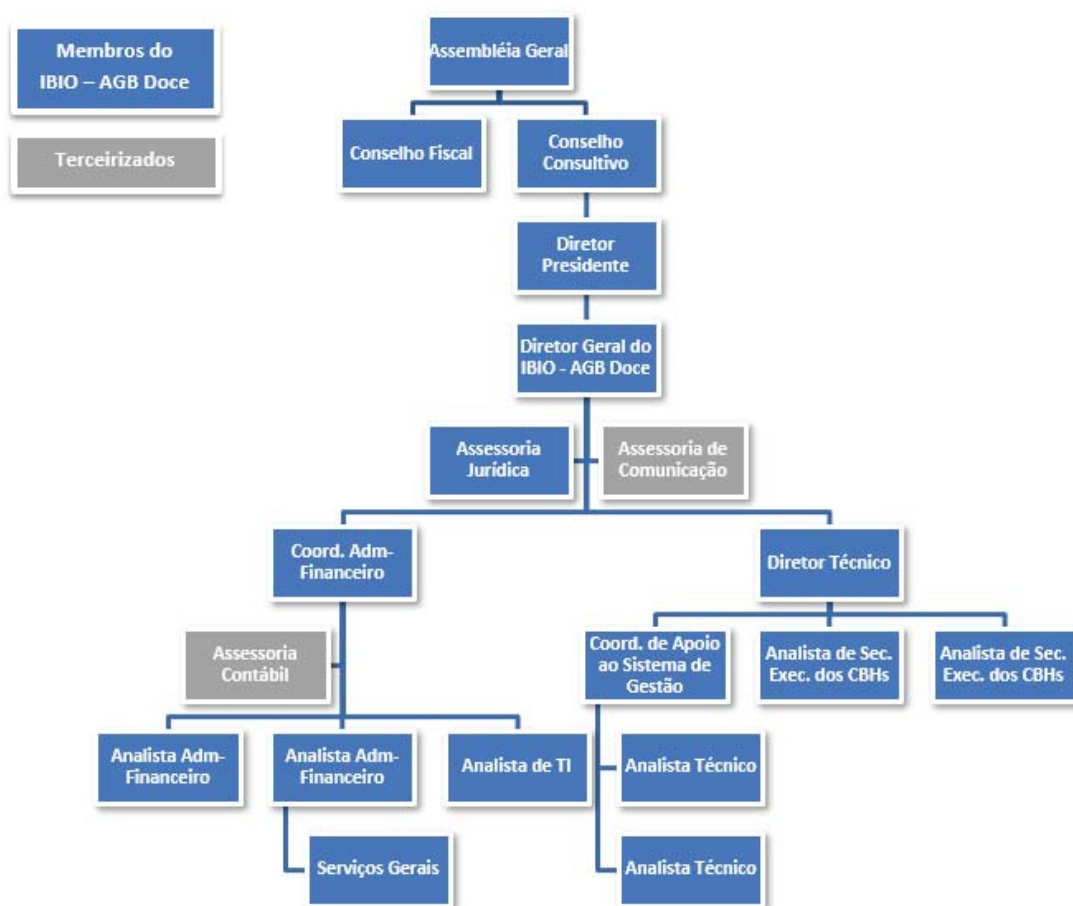 Membros do
IBIO – AGB Doce
Terceirizados
Assembléia Geral
Conselho Fiscal
Conselho
Consultivo
Diretor
Presidente
Diretor Geral do
IBIO - AGB Doce
Assessoria
Jurídica
Assessoria de
Comunicação
Coord. Adm-
Financeiro
Diretor Técnico
Assessoria
Contábil
Coord. de Apoio
ao Sistema de
Gestão
Analista de Sec.
Exec. dos CBHs
Analista de Sec.
Exec. dos CBHs
Analista Adm-
Financeiro
Analista Adm-
Financeiro
Analista de TI
Analista Técnico
Serviços Gerais
Analista Técnico